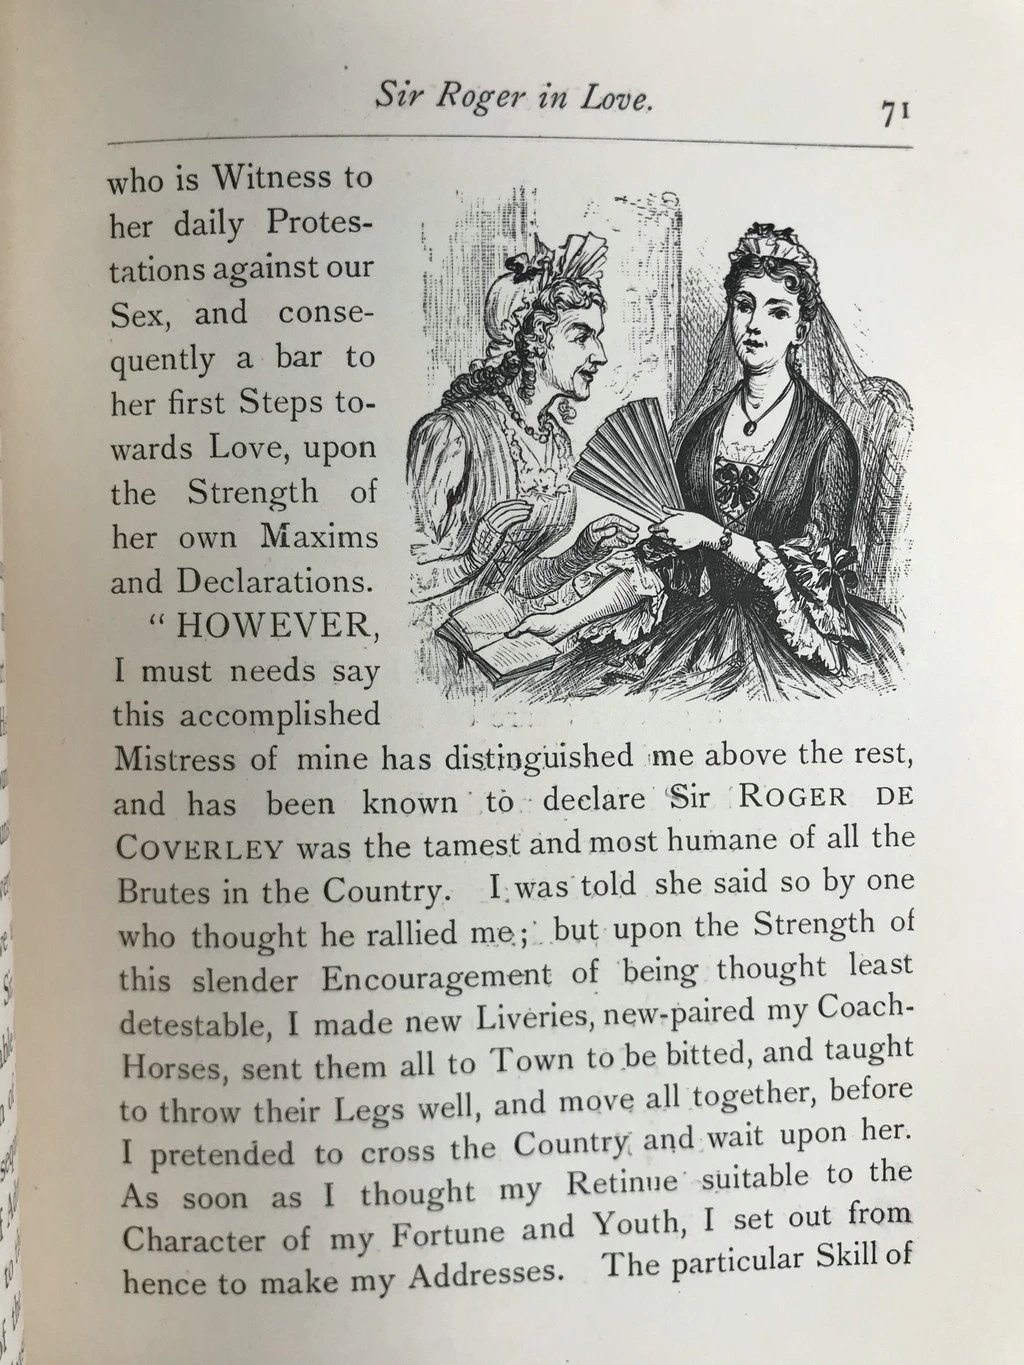 Sir Roger in Love.
71
who is Witness to
her daily Protes-
tations against our
Sex, and conse-
quently a bar to
her first Steps to-
wards Love, upon
the Strength of
her own Maxims
and Declarations.
“ HOWEVER,
I must needs say
this accomplished
Mistress of mine has distinguished me above the rest,
and has been known to declare Sir ROGER DE
COVERLEY was the tamest and most humane of all the
Brutes in the Country. I was told she said so by one
who thought he rallied me; but upon the Strength of
this slender Encouragement of being thought least
detestable, I made new Liveries, new-paired my Coach-
Horses, sent them all to Town to be bitted, and taught
to throw their Legs well, and move all together, before
I pretended to cross the Country and wait upon her.
As soon as I thought my Retinue suitable to the
Character of my Fortune and Youth, I set out from
hence to make my Addresses. The particular Skill of